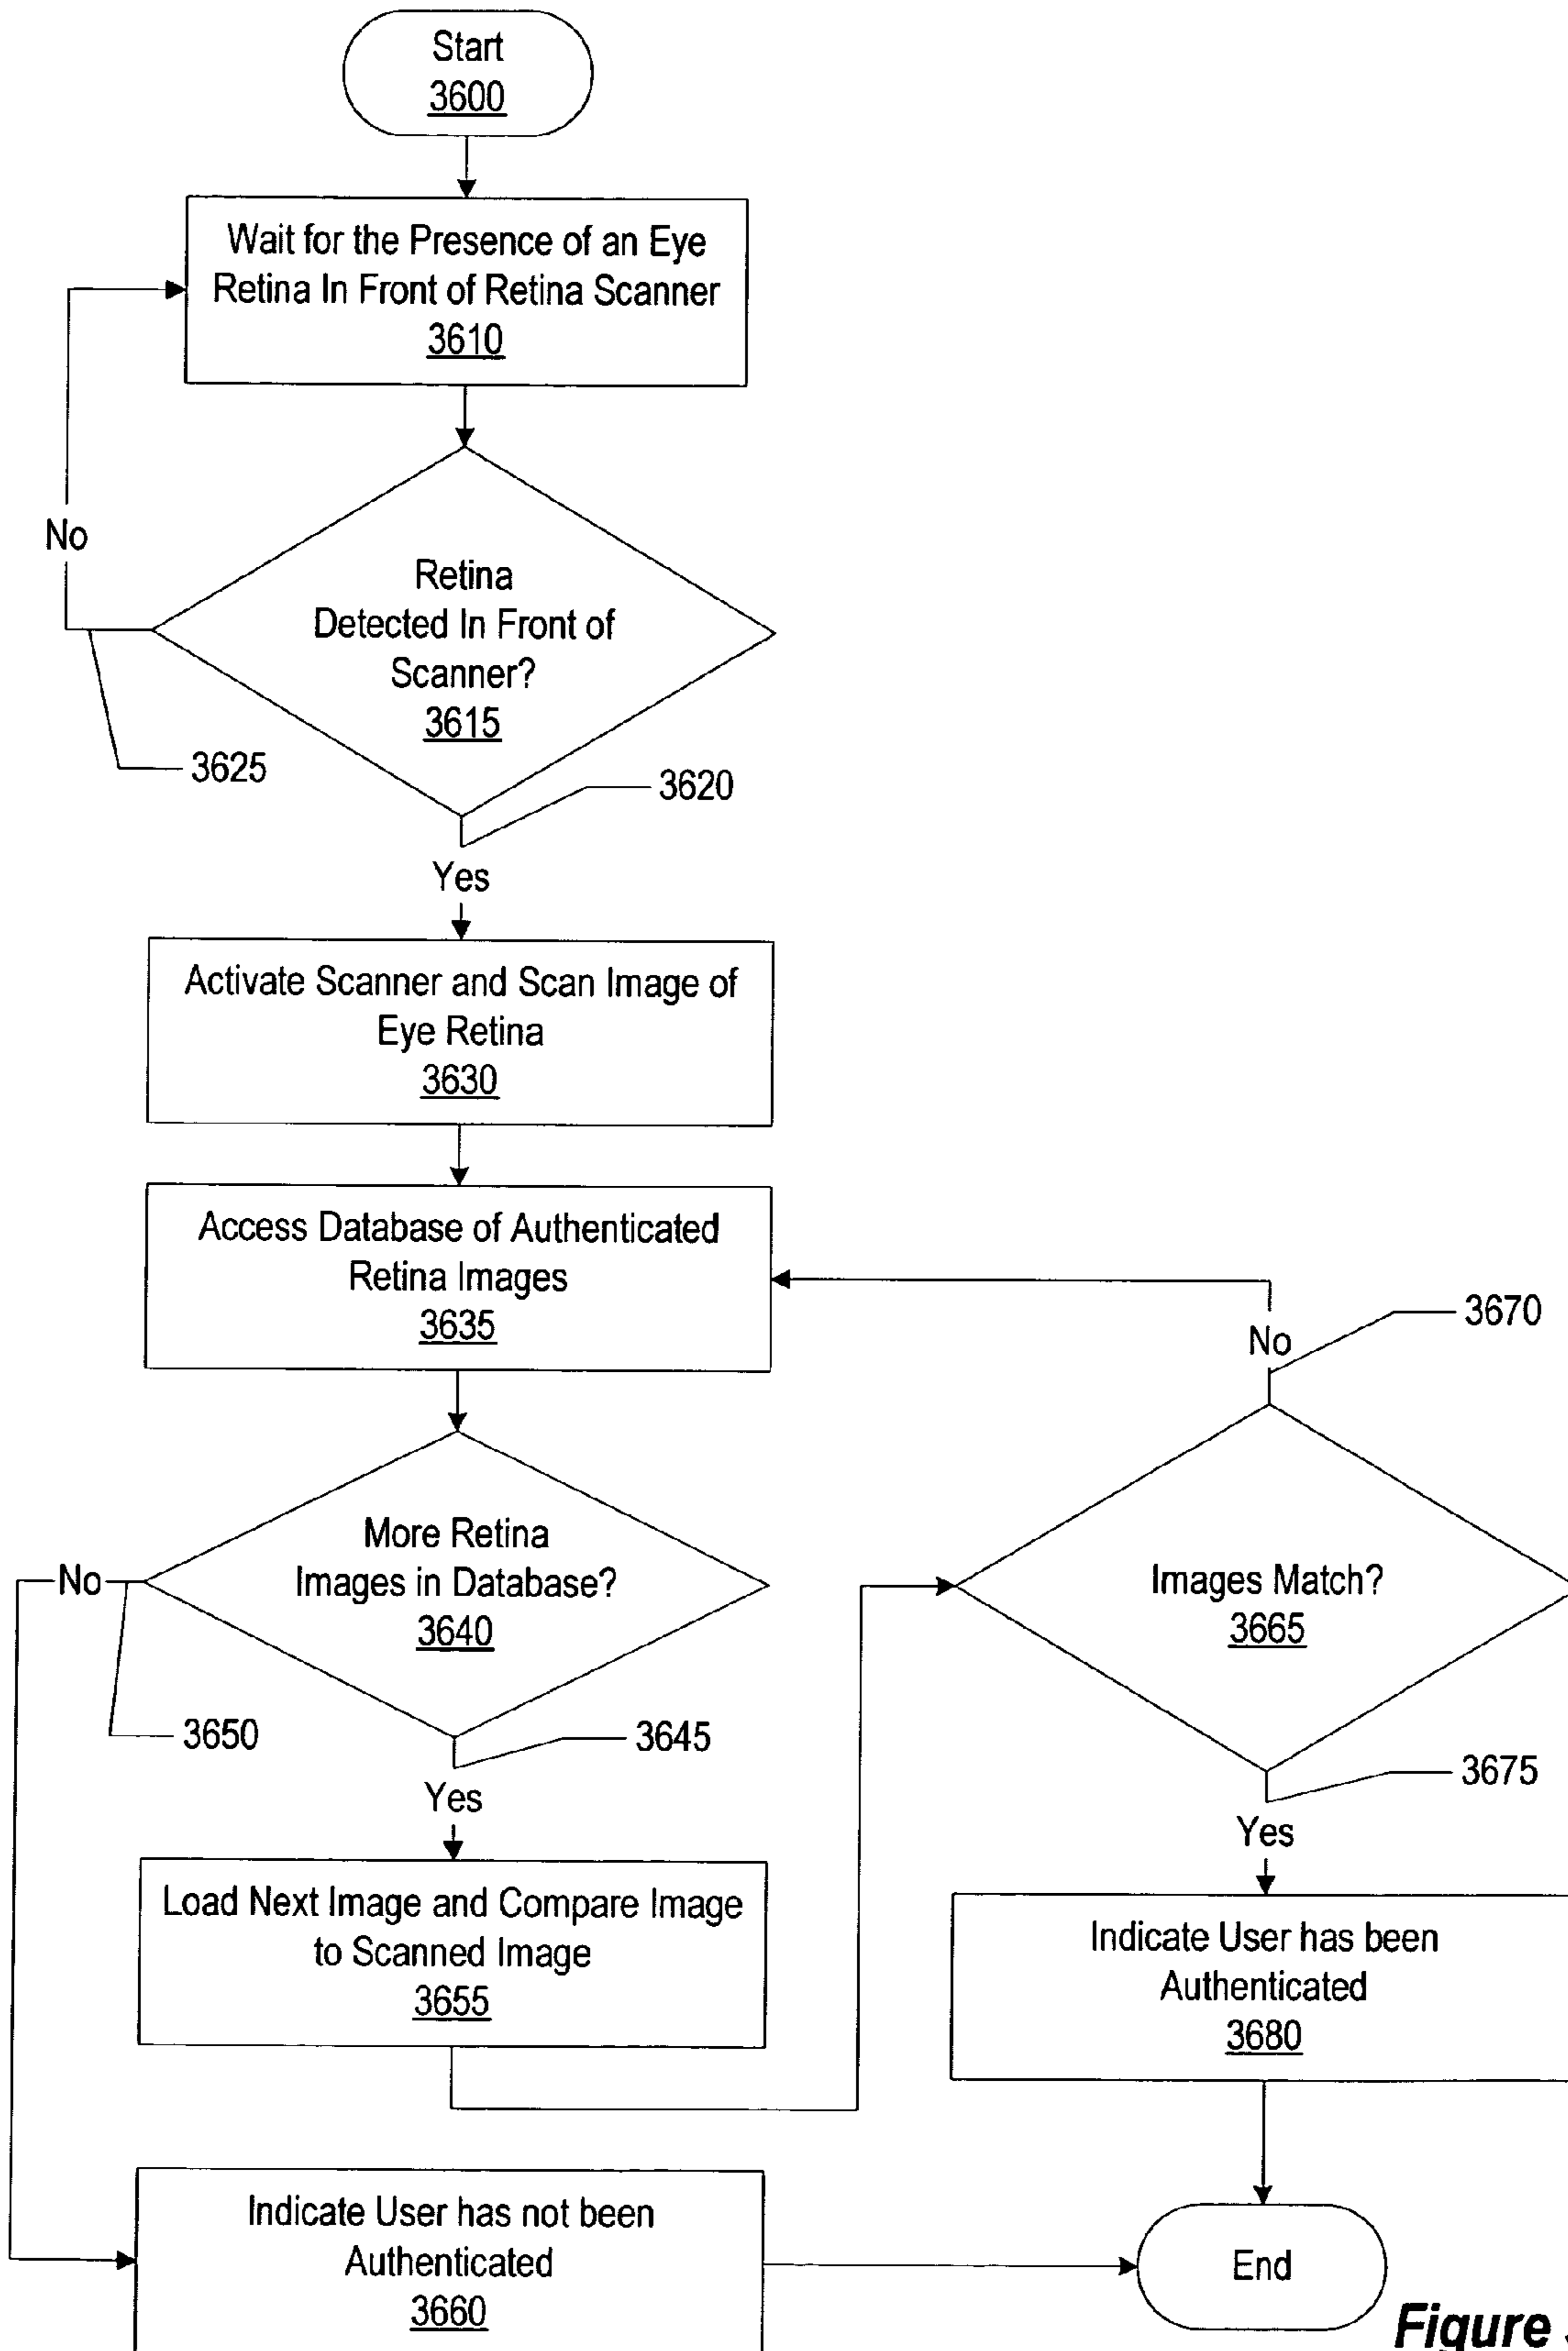 Start
3600
Wait for the Presence of an Eye
Retina In Front of Retina Scanner
3610
No
Retina
Detected In Front of
Scanner?
3615
3625
3620
Yes
Activate Scanner and Scan Image of
Eye Retina
3630
Access Database of Authenticated
Retina Images
3635
3670
No
More Retina
Images in Database?
3640
No
Images Match?
3665
3650
3645
3675
Yes
Yes
Load Next Image and Compare Image
to Scanned Image
3655
Indicate User has been
Authenticated
3680
Indicate User has not been
Authenticated
3660
End
Figure